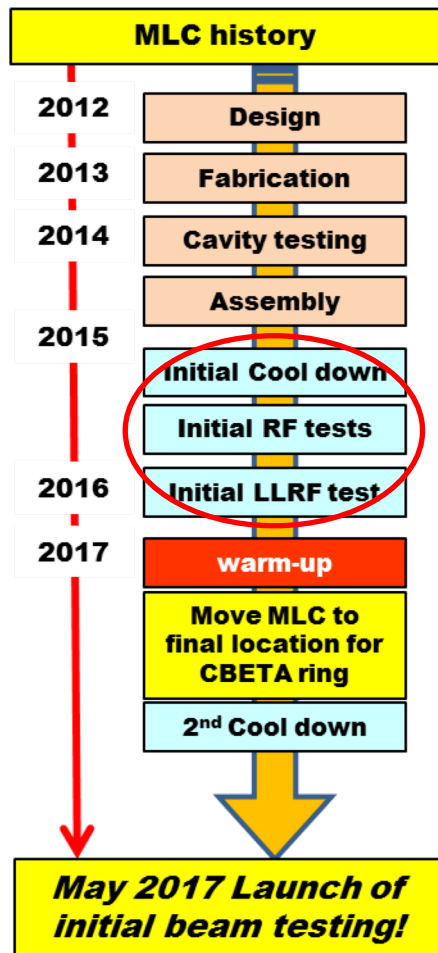 MLC history
2012
Design
2013
Fabrication
2014
Cavity testing
Assembly
2015
Initial Cool down
Initial RF tests
2016
Initial LLRF test
2017
warm-up
Move MLC to
final location for
CBETA ring
2nd Cool down
May 2017 Launch of
initial beam testing!